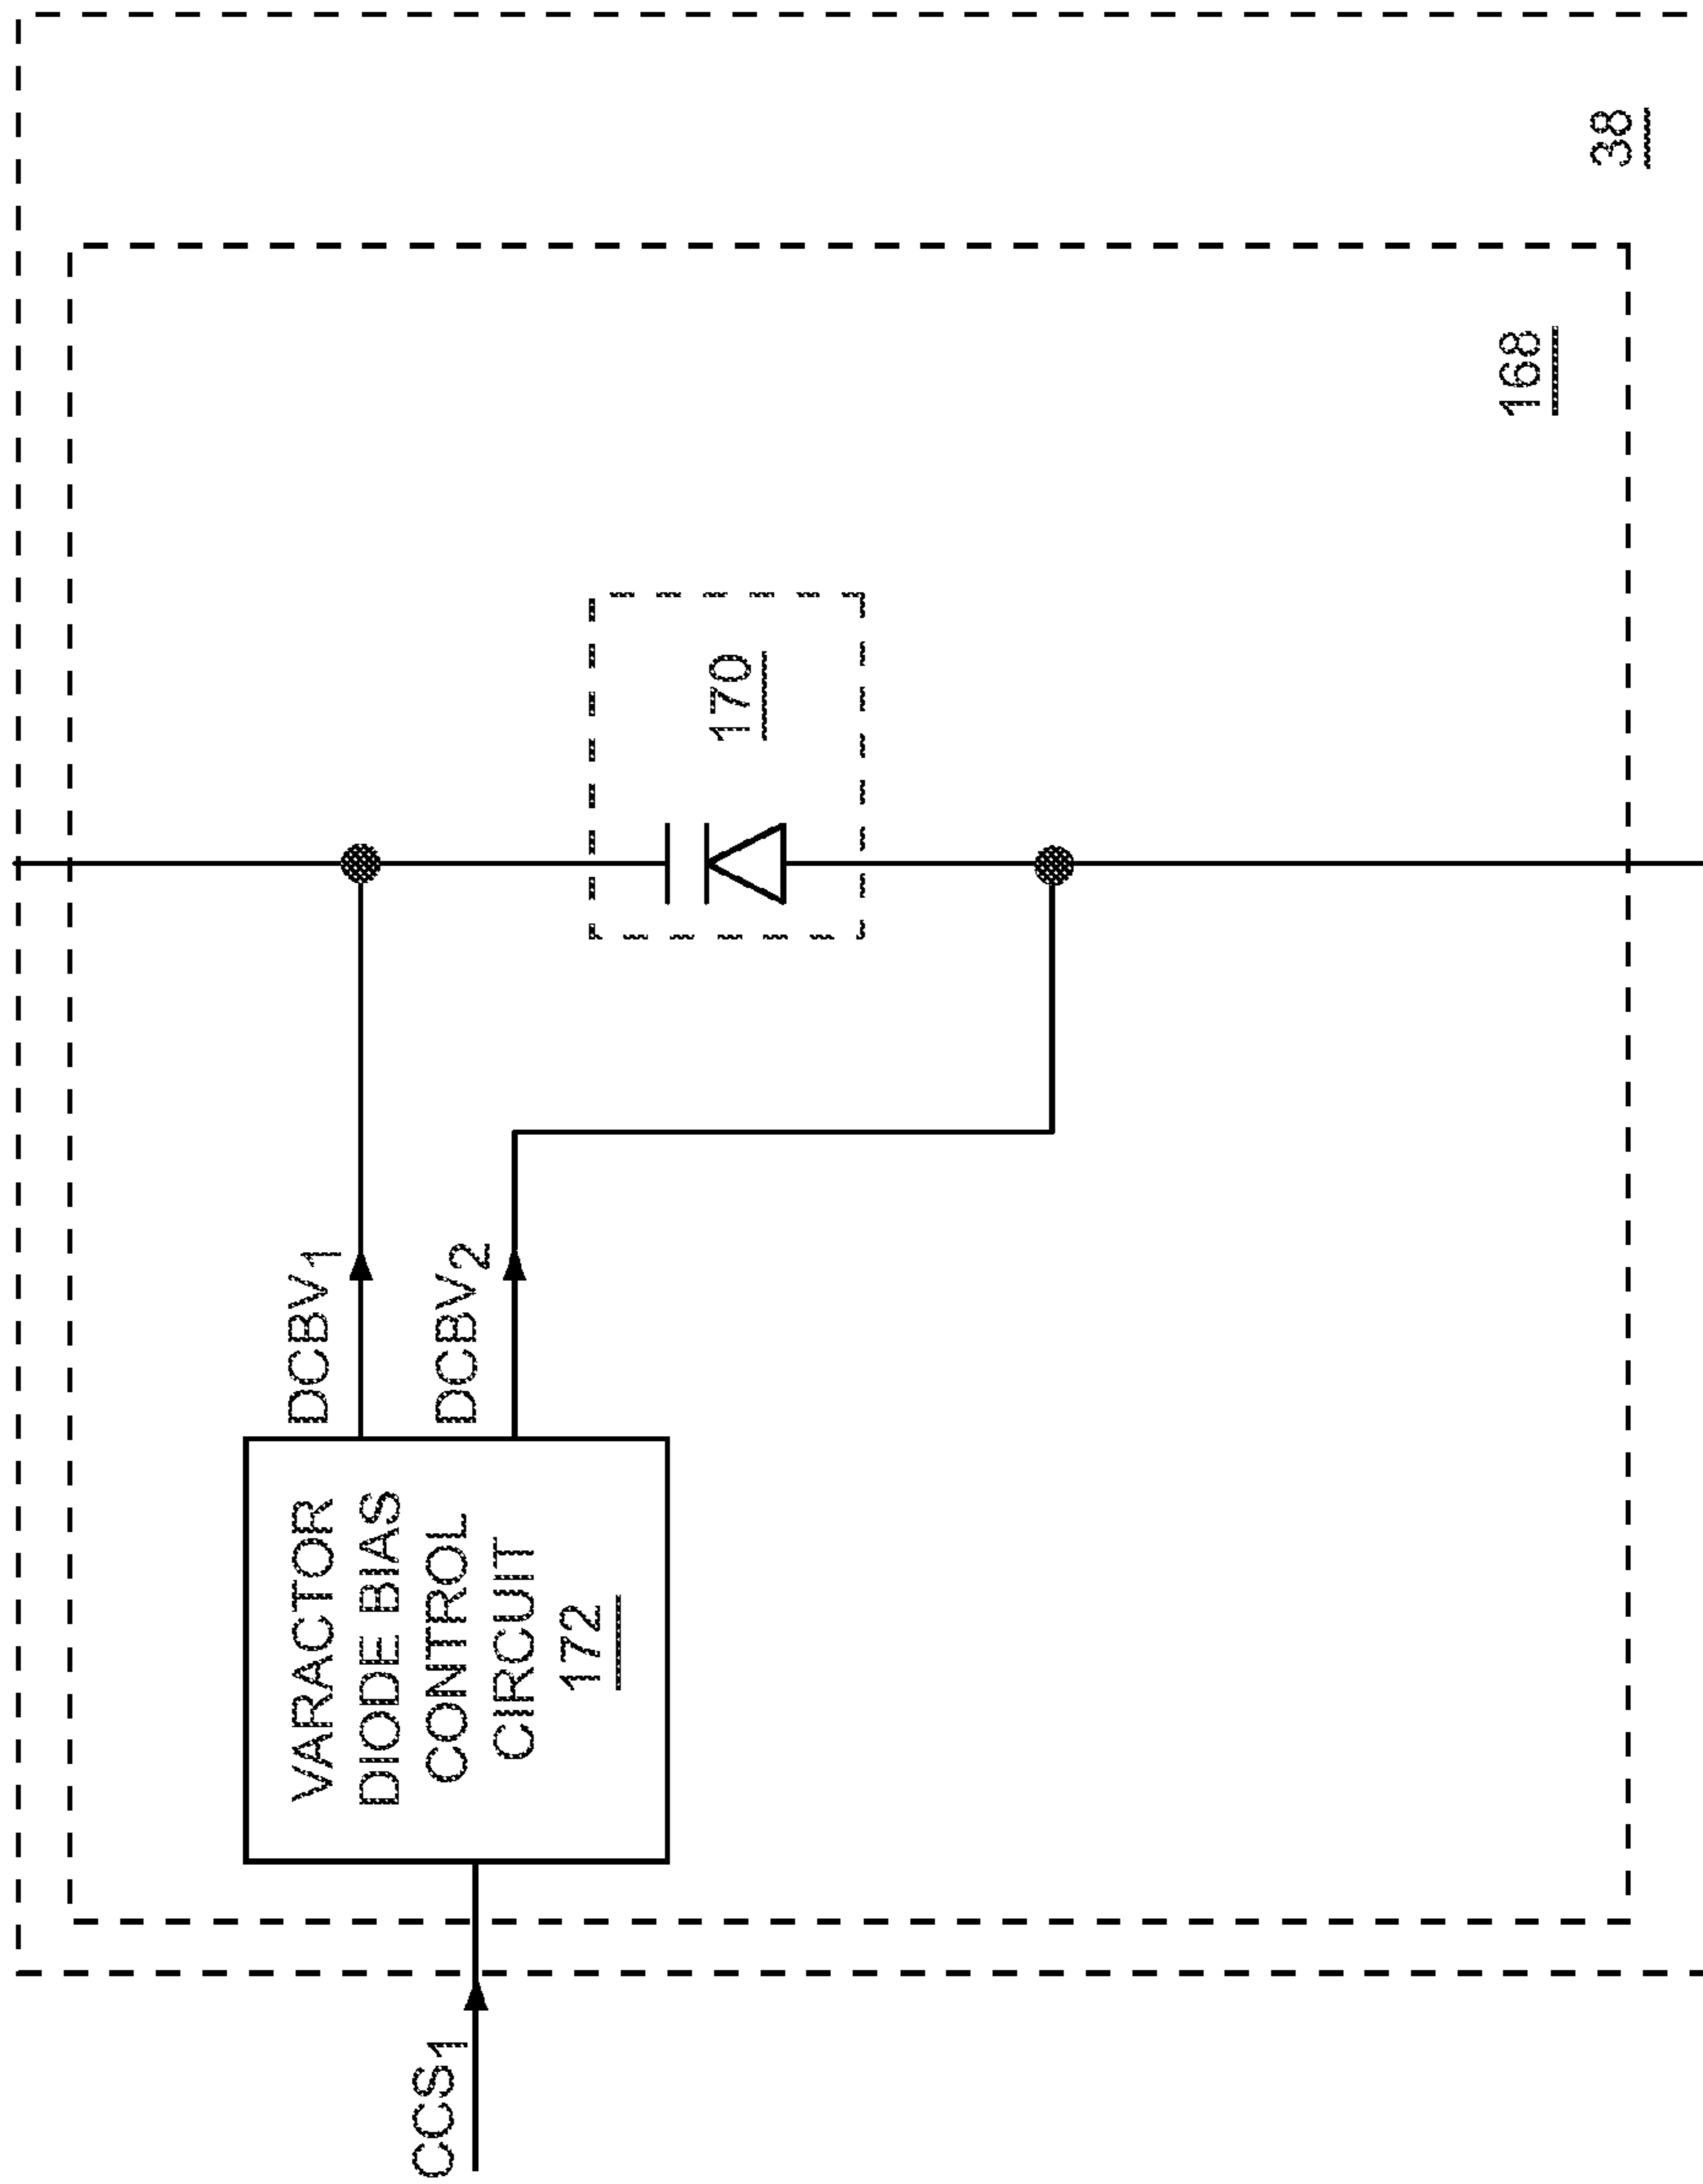 CCS1
VARACTOR
DIODE BIAS
CONTROL
CIRCUIT
172
DCBV1
DCBV2
170
168
38